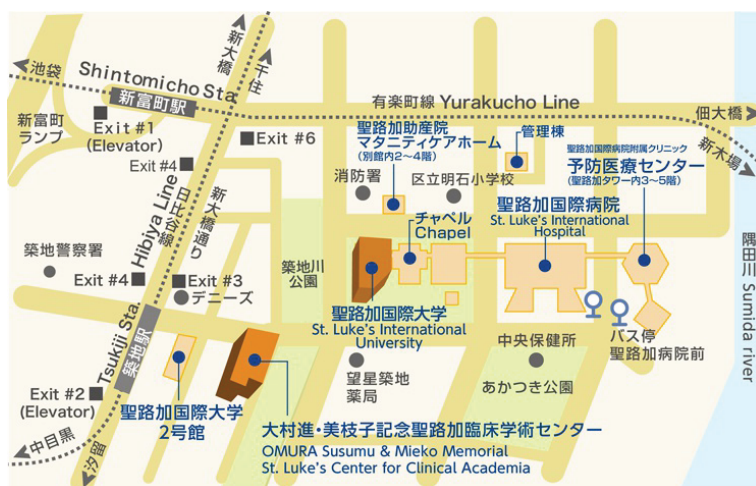 池袋
Shintomicho Sta.
新富町駅
新大橋
千住
有楽町線 Yurakucho Line
佃大橋
新木場
新富町
ランプ
Exit #1
(Elevator)
Exit #6
Exit #4
聖路加助産院
マタニティケアホーム
(別館内2〜4階)
管理棟
聖路加国際病院附属クリニック
予防医療センター
(聖路加タワー内3〜5階)
消防署
区立明石小学校
聖路加国際病院
St. Luke's International
Hospital
チャペル
Chapel
Hibiya Line
日比谷線
新大橋通り
築地警察署
Exit #4
Exit #3
デニーズ
築地川
公園
聖路加国際大学
St. Luke's International
University
隅田川 Sumida river
Tsukiji Sta.
築地駅
バス停
聖路加病院前
中央保健所
あかつき公園
望星築地
薬局
Exit #2
(Elevator)
聖路加国際大学
2号館
大村進・美枝子記念聖路加臨床学術センター
OMURA Susumu & Mieko Memorial
St. Luke's Center for Clinical Academia
中目黒
汐留